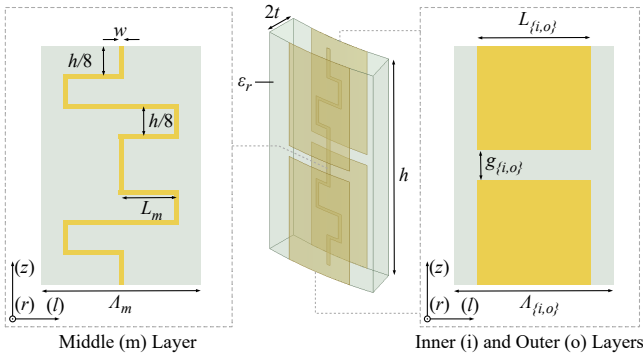 w
h/8
h/8
L_m
(z)
(r) (l)
Λ_m
Middle (m) Layer
2t
ε_r
h
L_{i,o}
g_{i,o}
(z)
(r) (l)
Λ_{i,o}
Inner (i) and Outer (o) Layers